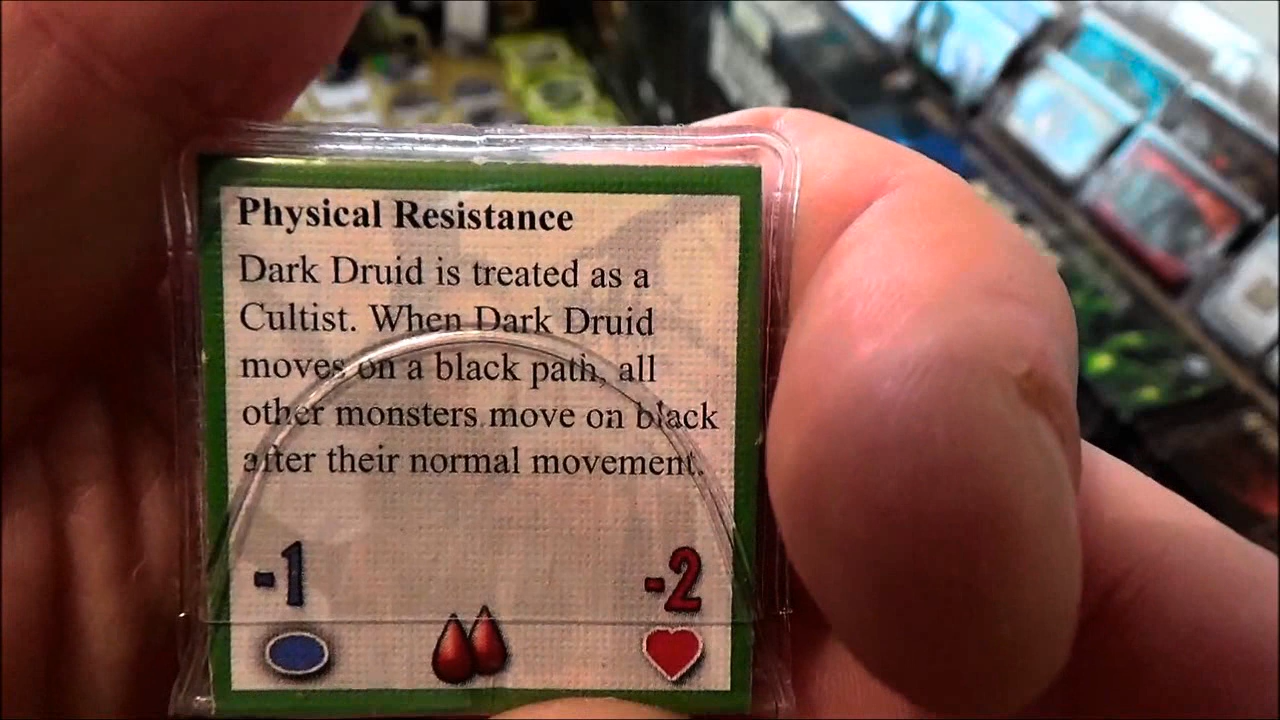 Physical Resistance
Dark Druid is treated as a
Cultist. When Dark Druid
moves on a black path, all
other monsters move on black
after their normal movement.
-1 -2